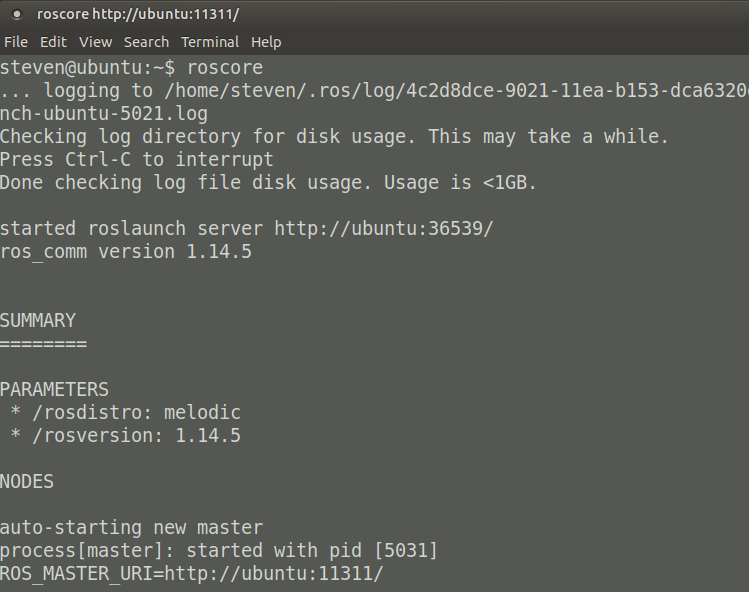 roscore http://ubuntu:11311/
File Edit View Search Terminal Help
steven@ubuntu:~$ roscore
... logging to /home/steven/.ros/log/4c2d8dce-9021-11ea-b153-dca6320
nch-ubuntu-5021.log
Checking log directory for disk usage. This may take a while.
Press Ctrl-C to interrupt
Done checking log file disk usage. Usage is <1GB.
started roslaunch server http://ubuntu:36539/
ros_comm version 1.14.5
SUMMARY
========
PARAMETERS
* /rosdistro: melodic
* /rosversion: 1.14.5
NODES
auto-starting new master
process[master]: started with pid [5031]
ROS_MASTER_URI=http://ubuntu:11311/